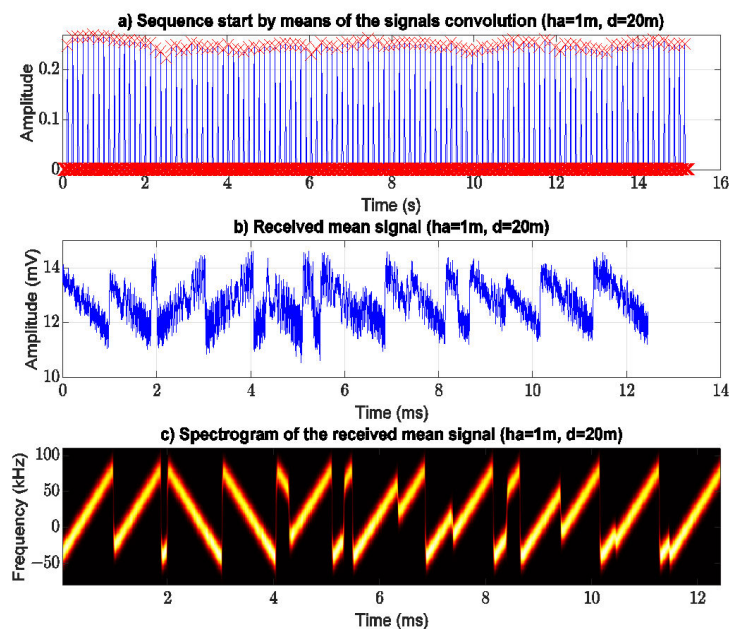 a) Sequence start by means of the signals convolution (ha=1m, d=20m)
Amplitude
0.2
0.1
0
0 2 4 6 8 10 12 14 16
Time (s)
b) Received mean signal (ha=1m, d=20m)
Amplitude (mV)
14
12
10
0 2 4 6 8 10 12 14
Time (ms)
c) Spectrogram of the received mean signal (ha=1m, d=20m)
Frequency (kHz)
100
50
0
-50
2 4 6 8 10 12
Time (ms)